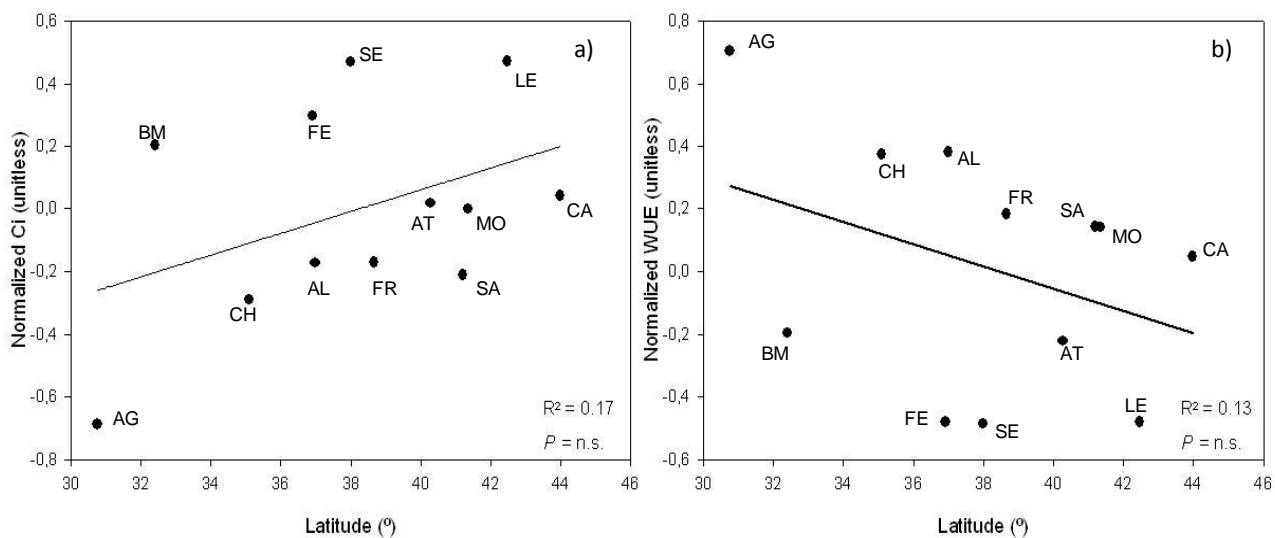 a)
Normalized Ci (unitless)
0,6
0,4
0,2
0,0
-0,2
-0,4
-0,6
-0,8
SE
LE
FE
BM
CA
AT
MO
AL
FR
SA
CH
AG
R² = 0.17
P = n.s.
30 32 34 36 38 40 42 44 46
Latitude (º)
b)
Normalized WUE (unitless)
0,8
0,6
0,4
0,2
0,0
-0,2
-0,4
-0,6
AG
CH
AL
FR
SA
MO
CA
BM
AT
FE
SE
LE
R² = 0.13
P = n.s.
30 32 34 36 38 40 42 44 46
Latitude (º)